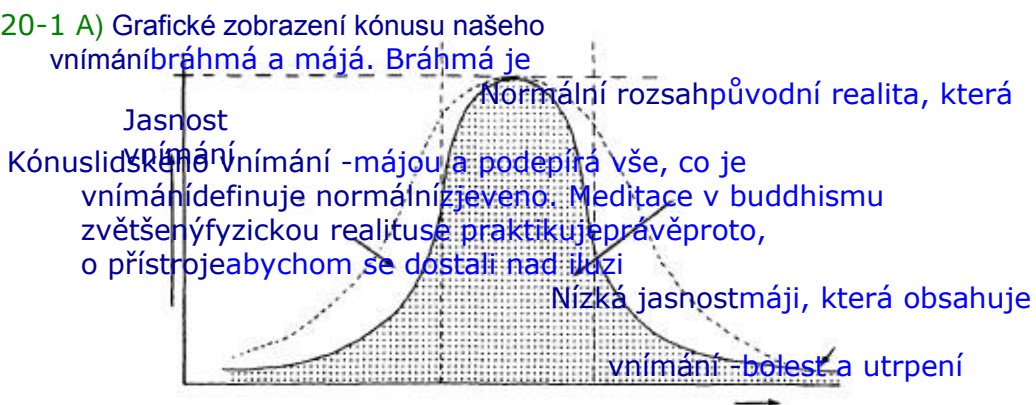 20-1 A) Grafické zobrazení kónusu našeho
vnímáníbráhmá a májá. Bráhmá je
Normální rozsahpůvodní realita, která
Jasnost
vnímání
Kónuslidského vnímání -májou a podepírá vše, co je
vnímánídefinuje normálnízjeveno. Meditace v buddhismu
zvětšenýfyzickou realituse praktikujeprávěproto,
o přístrojeabychom se dostali nad iluzi
Nízká jasnostmáji, která obsahuje
vnímání -bolest a utrpení